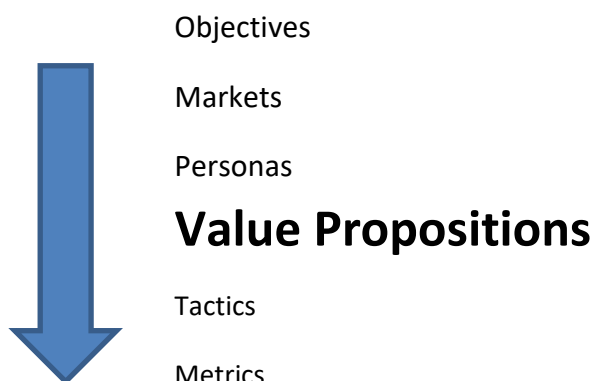 Objectives
Markets
Personas
Value Propositions
Tactics
Metrics